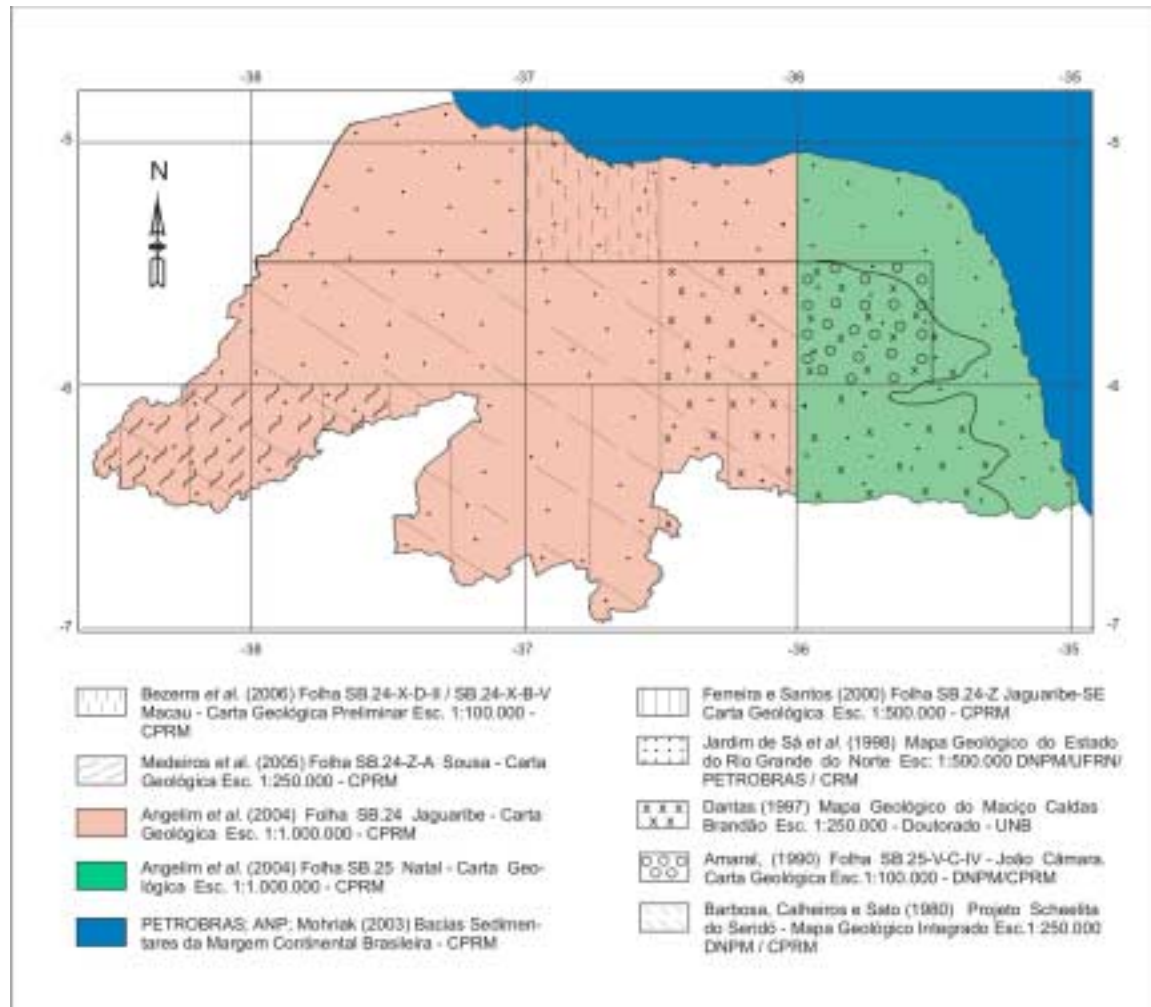 -38 -37 -36 -35
-5 -5
N
-6 -6
-7 -7
-38 -37 -36 -35
Bezerra et al. (2006) Folha SB.24-X-D-II / SB.24-X-B-V
Macau - Carta Geológica Preliminar Esc. 1:100.000 -
CPRM
Medeiros et al. (2005) Folha SB.24-Z-A Sousa - Carta
Geológica Esc. 1:250.000 - CPRM
Angelim et al. (2004) Folha SB.24 Jaguaribe - Carta
Geológica Esc. 1:1.000.000 - CPRM
Angelim et al. (2004) Folha SB.25 Natal - Carta Geo-
lógica Esc. 1:1.000.000 - CPRM
PETROBRAS; ANP; Mohriak (2003) Bacias Sedimen-
tares da Margem Continental Brasileira - CPRM
Ferreira e Santos (2000) Folha SB.24-Z Jaguaribe-SE
Carta Geológica Esc. 1:500.000 - CPRM
Jardim de Sá et al. (1998) Mapa Geológico do Estado
do Rio Grande do Norte Esc: 1:500.000 DNPM/UFRN/
PETROBRAS / CRM
Dantas (1997) Mapa Geológico do Maciço Caldas
Brandão Esc. 1:250.000 - Doutorado - UNB
Amaral, (1990) Folha SB.25-V-C-IV - João Câmara.
Carta Geológica Esc.1:100.000 - DNPM/CPRM
Barbosa, Calheiros e Sato (1980) Projeto Scheelita
do Seridó - Mapa Geológico Integrado Esc.1:250.000
DNPM / CPRM